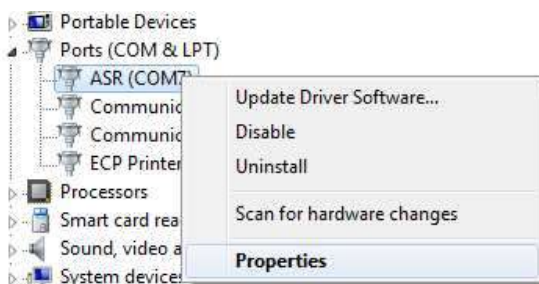 Portable Devices
Ports (COM & LPT)
ASR (COM7)
Communic
Communic
ECP Printer
Processors
Smart card rea
Sound, video a
System devices
Update Driver Software...
Disable
Uninstall
Scan for hardware changes
Properties